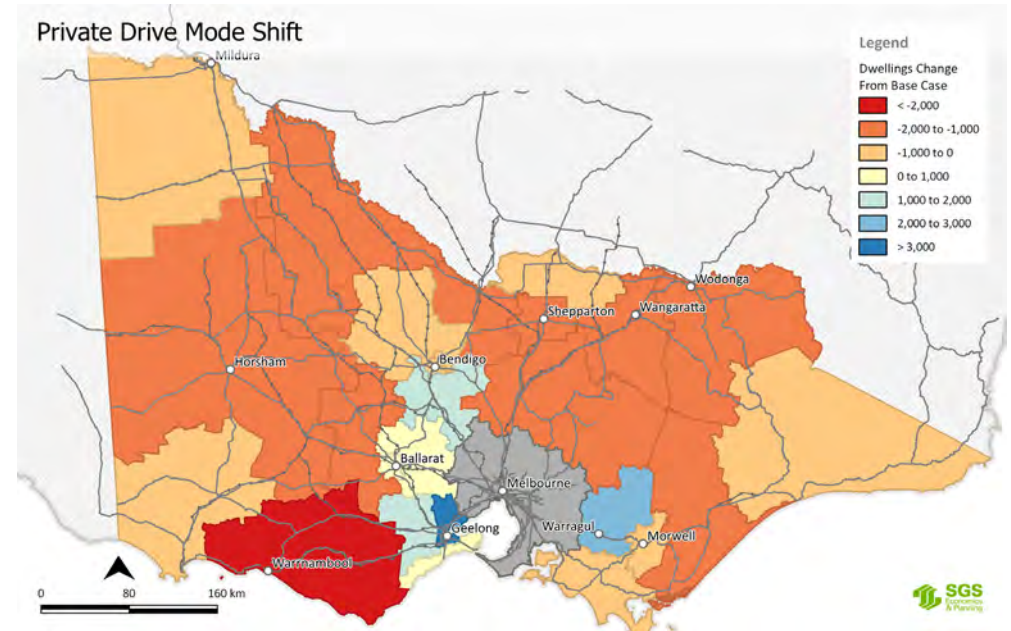 Private Drive Mode Shift
Legend
Dwellings Change
From Base Case
< -2,000
-2,000 to -1,000
-1,000 to 0
0 to 1,000
1,000 to 2,000
2,000 to 3,000
> 3,000
Mildura
Wodonga
Shepparton
Wangaratta
Horsham
Bendigo
Ballarat
Melbourne
Geelong
Warragul
Morwell
Warrnambool
0 80 160 km
SGS
Economics
& Planning